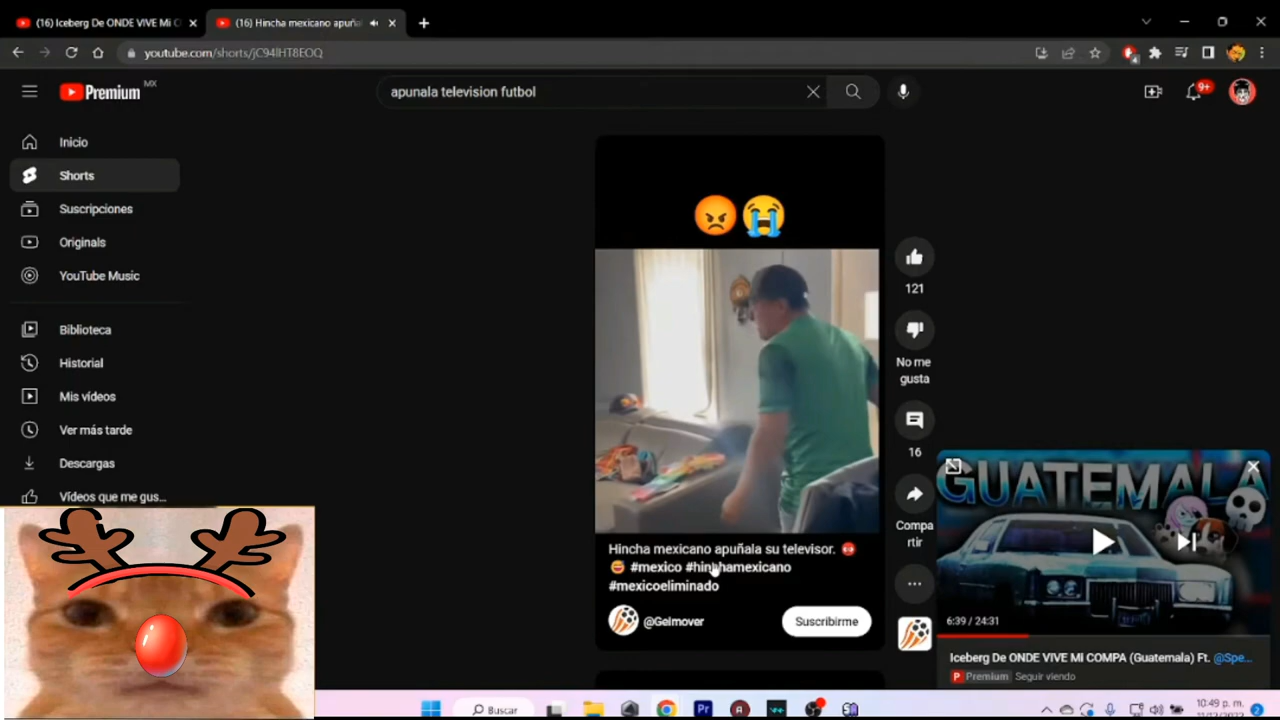 (16) Iceberg De ONDE VIVE MI C
(16) Hincha mexicano apuñal
youtube.com/shorts/jC94lHT8EOQ
Premium MX
apunala television futbol
9+
Inicio
Shorts
Suscripciones
Originals
YouTube Music
Biblioteca
Historial
Mis vídeos
Ver más tarde
Descargas
Vídeos que me gus...
121
No me
gusta
16
Compa
rtir
Hincha mexicano apuñala su televisor.
#mexico #hinchamexicano
#mexicoeliminado
@Gelmover
Suscribirme
GUATEMALA
6:39 / 24:31
Iceberg De ONDE VIVE MI COMPA (Guatemala) Ft. @Spe...
Premium Seguir viendo
Buscar
10:49 p. m.